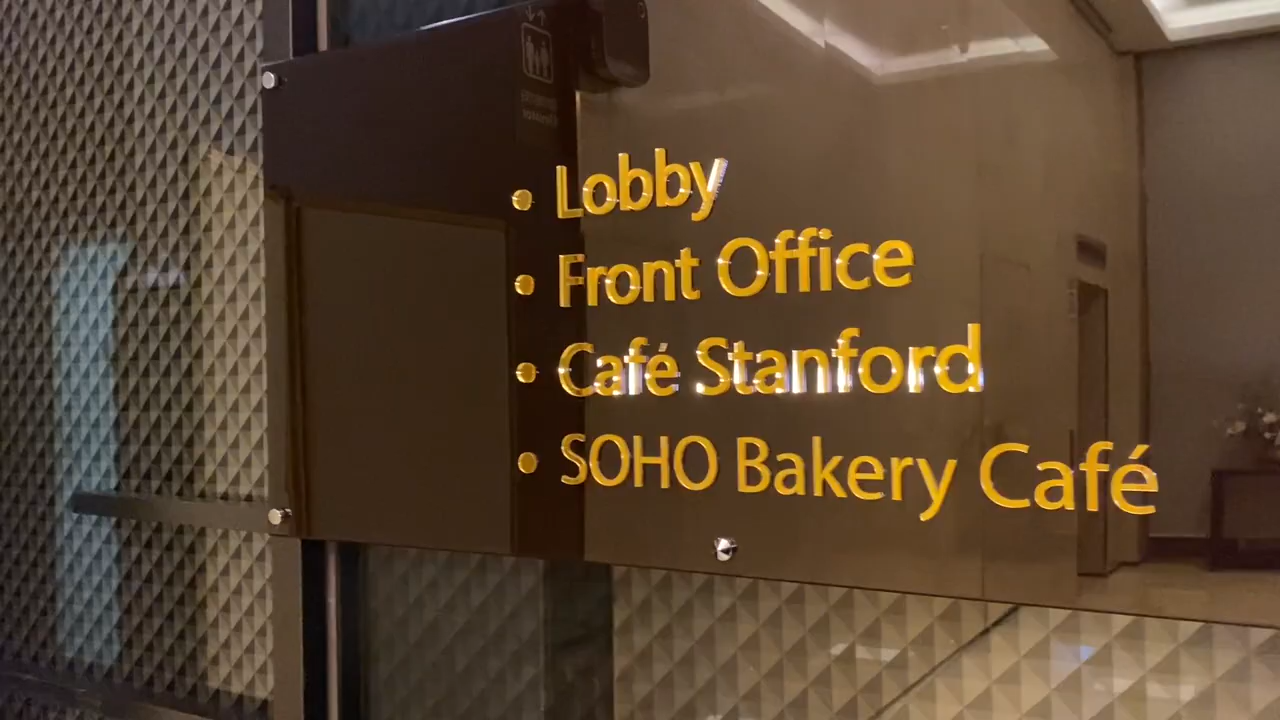 • Lobby
• Front Office
• Café Stanford
• SOHO Bakery Café